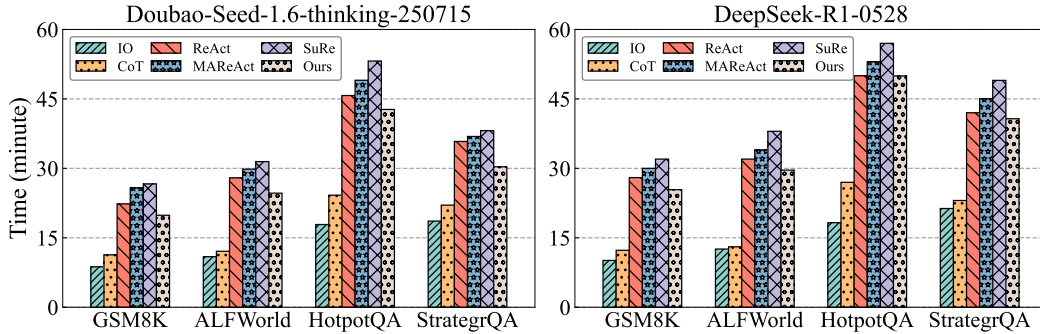 Doubao-Seed-1.6-thinking-250715
DeepSeek-R1-0528
Time (minute)
60
45
30
15
0
IO ReAct SuRe
CoT MAReAct Ours
GSM8K ALFWorld HotpotQA StrategrQA
60
45
30
15
0
IO ReAct SuRe
CoT MAReAct Ours
GSM8K ALFWorld HotpotQA StrategrQA